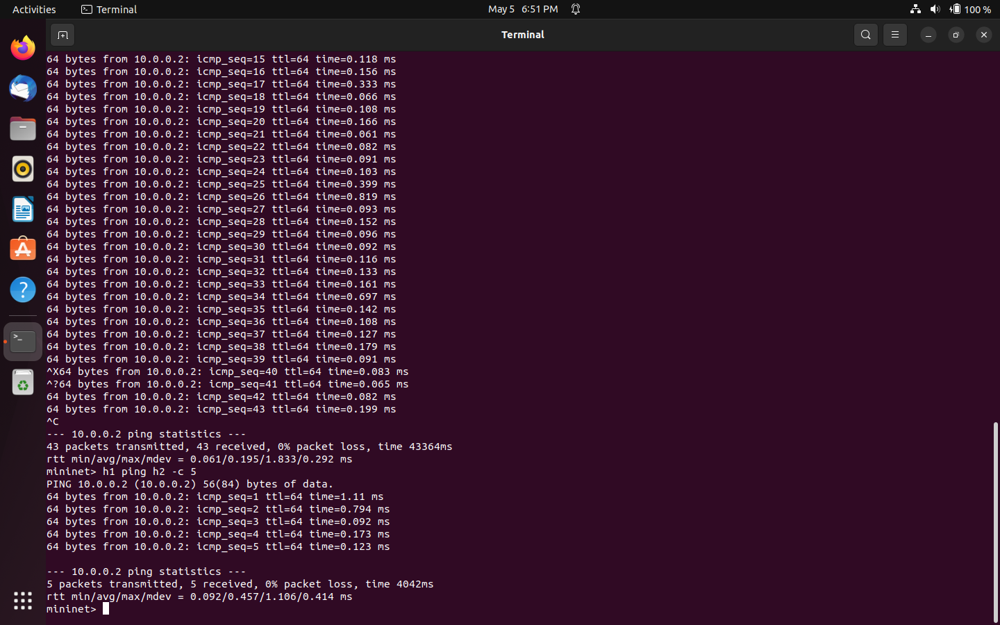 Activities
Terminal
May 5 6:51 PM
100 %
Terminal
64 bytes from 10.0.0.2: icmp_seq=15 ttl=64 time=0.118 ms
64 bytes from 10.0.0.2: icmp_seq=16 ttl=64 time=0.156 ms
64 bytes from 10.0.0.2: icmp_seq=17 ttl=64 time=0.333 ms
64 bytes from 10.0.0.2: icmp_seq=18 ttl=64 time=0.066 ms
64 bytes from 10.0.0.2: icmp_seq=19 ttl=64 time=0.108 ms
64 bytes from 10.0.0.2: icmp_seq=20 ttl=64 time=0.166 ms
64 bytes from 10.0.0.2: icmp_seq=21 ttl=64 time=0.061 ms
64 bytes from 10.0.0.2: icmp_seq=22 ttl=64 time=0.082 ms
64 bytes from 10.0.0.2: icmp_seq=23 ttl=64 time=0.091 ms
64 bytes from 10.0.0.2: icmp_seq=24 ttl=64 time=0.103 ms
64 bytes from 10.0.0.2: icmp_seq=25 ttl=64 time=0.399 ms
64 bytes from 10.0.0.2: icmp_seq=26 ttl=64 time=0.819 ms
64 bytes from 10.0.0.2: icmp_seq=27 ttl=64 time=0.093 ms
64 bytes from 10.0.0.2: icmp_seq=28 ttl=64 time=0.152 ms
64 bytes from 10.0.0.2: icmp_seq=29 ttl=64 time=0.096 ms
64 bytes from 10.0.0.2: icmp_seq=30 ttl=64 time=0.092 ms
64 bytes from 10.0.0.2: icmp_seq=31 ttl=64 time=0.116 ms
64 bytes from 10.0.0.2: icmp_seq=32 ttl=64 time=0.133 ms
64 bytes from 10.0.0.2: icmp_seq=33 ttl=64 time=0.161 ms
64 bytes from 10.0.0.2: icmp_seq=34 ttl=64 time=0.697 ms
64 bytes from 10.0.0.2: icmp_seq=35 ttl=64 time=0.142 ms
64 bytes from 10.0.0.2: icmp_seq=36 ttl=64 time=0.108 ms
64 bytes from 10.0.0.2: icmp_seq=37 ttl=64 time=0.127 ms
64 bytes from 10.0.0.2: icmp_seq=38 ttl=64 time=0.179 ms
64 bytes from 10.0.0.2: icmp_seq=39 ttl=64 time=0.091 ms
^X64 bytes from 10.0.0.2: icmp_seq=40 ttl=64 time=0.083 ms
^?64 bytes from 10.0.0.2: icmp_seq=41 ttl=64 time=0.065 ms
64 bytes from 10.0.0.2: icmp_seq=42 ttl=64 time=0.082 ms
64 bytes from 10.0.0.2: icmp_seq=43 ttl=64 time=0.199 ms
^C
--- 10.0.0.2 ping statistics ---
43 packets transmitted, 43 received, 0% packet loss, time 43364ms
rtt min/avg/max/mdev = 0.061/0.195/1.833/0.292 ms
mininet> h1 ping h2 -c 5
PING 10.0.0.2 (10.0.0.2) 56(84) bytes of data.
64 bytes from 10.0.0.2: icmp_seq=1 ttl=64 time=1.11 ms
64 bytes from 10.0.0.2: icmp_seq=2 ttl=64 time=0.794 ms
64 bytes from 10.0.0.2: icmp_seq=3 ttl=64 time=0.092 ms
64 bytes from 10.0.0.2: icmp_seq=4 ttl=64 time=0.173 ms
64 bytes from 10.0.0.2: icmp_seq=5 ttl=64 time=0.123 ms
--- 10.0.0.2 ping statistics ---
5 packets transmitted, 5 received, 0% packet loss, time 4042ms
rtt min/avg/max/mdev = 0.092/0.457/1.106/0.414 ms
mininet>